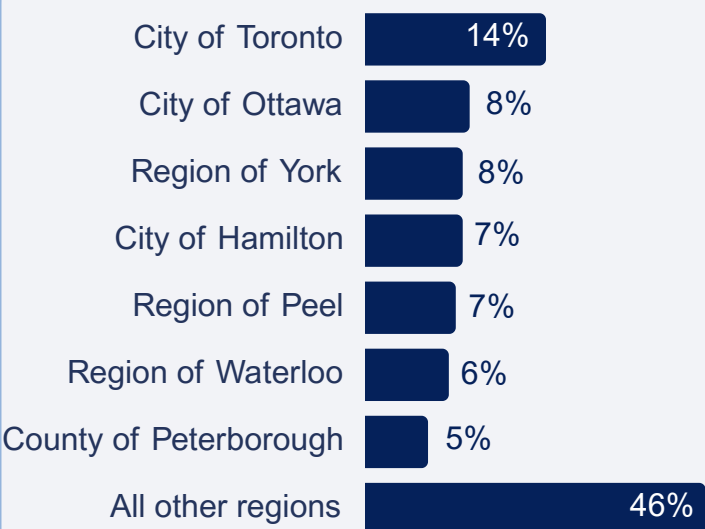 City of Toronto 14%
City of Ottawa 8%
Region of York 8%
City of Hamilton 7%
Region of Peel 7%
Region of Waterloo 6%
County of Peterborough 5%
All other regions 46%